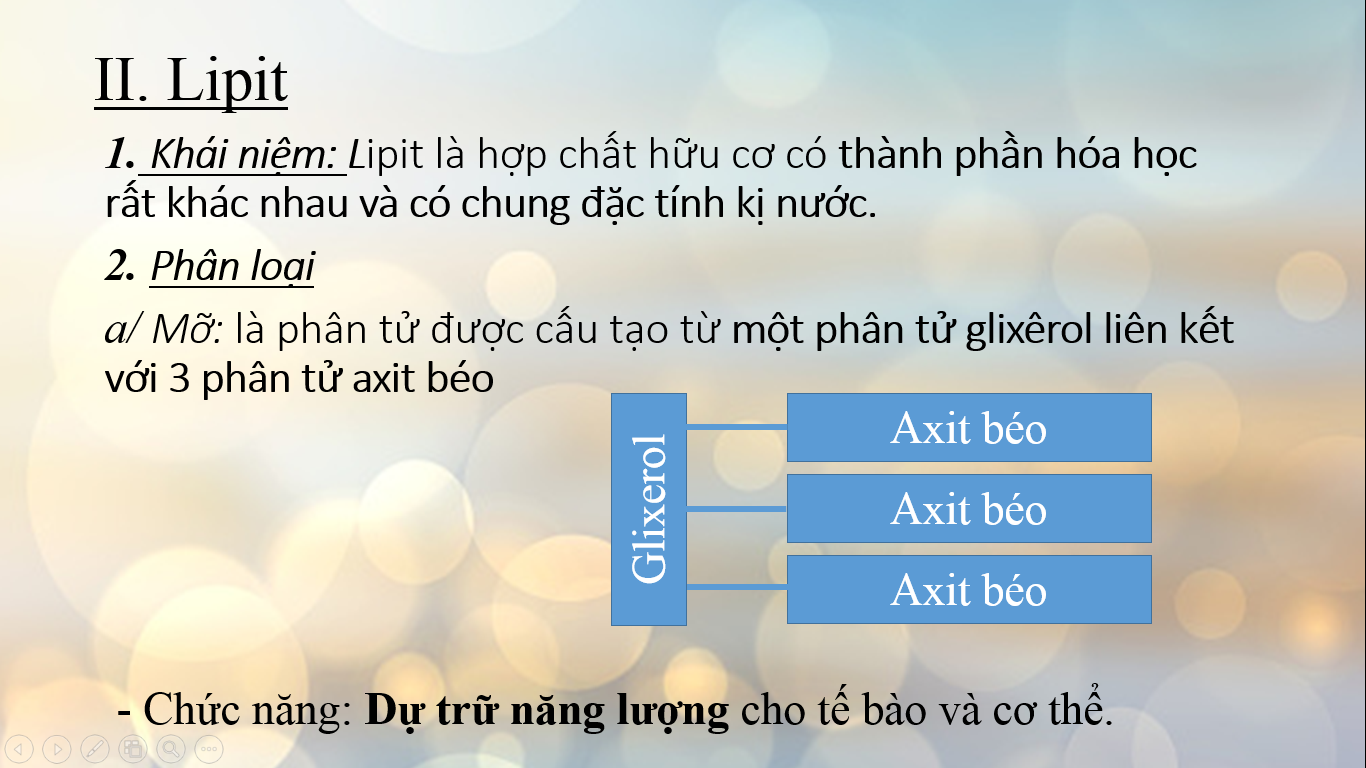 II. Lipit
1. Khái niệm: Lipit là hợp chất hữu cơ có thành phần hóa học
rất khác nhau và có chung đặc tính kị nước.
2. Phân loại
a/ Mỡ: là phân tử được cấu tạo từ một phân tử glixêrol liên kết
với 3 phân tử axit béo
Glixerol
Axit béo
Axit béo
Axit béo
- Chức năng: Dự trữ năng lượng cho tế bào và cơ thể.